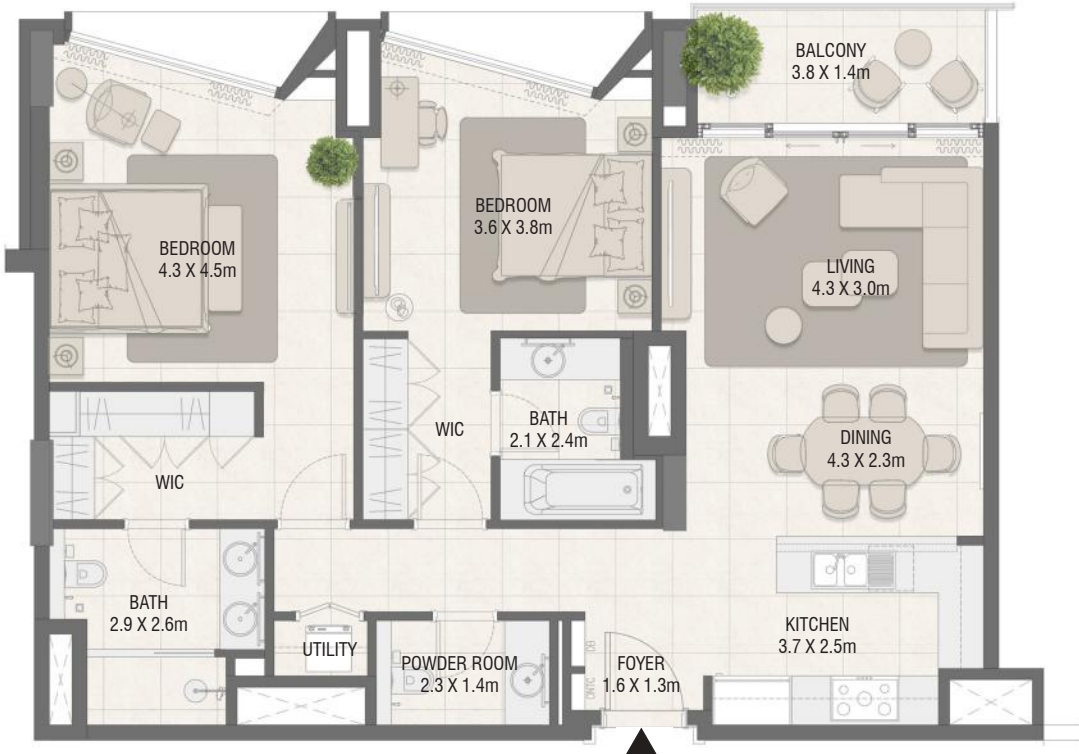 BALCONY
3.8 X 1.4m
BEDROOM
3.6 X 3.8m
BEDROOM
4.3 X 4.5m
LIVING
4.3 X 3.0m
WIC
BATH
2.1 X 2.4m
DINING
4.3 X 2.3m
WIC
BATH
2.9 X 2.6m
UTILITY
POWDER ROOM
2.3 X 1.4m
DB
FOYER
1.6 X 1.3m
KITCHEN
3.7 X 2.5m